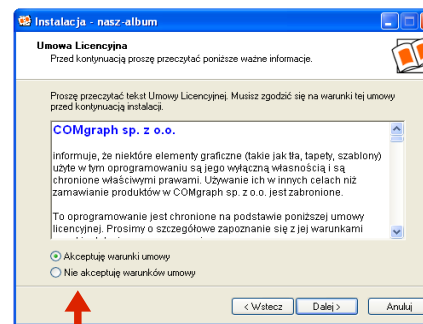 Instalacja - nasz-album
Umowa Licencyjna
Przed kontynuacją proszę przeczytać poniższe ważne informacje.
Proszę przeczytać tekst Umowy Licencyjnej. Musisz zgodzić się na warunki tej umowy
przed kontynuacją instalacji.
COMgraph sp. z o.o.
informuje, że niektóre elementy graficzne (takie jak tła, tapety, szablony)
użyte w tym oprogramowaniu są jego wyłączną własnością i są
chronione właściwymi prawami. Używanie ich w innych celach niż
zamawianie produktów w COMgraph sp. z o.o. jest zabronione.
To oprogramowanie jest chronione na podstawie poniższej umowy
licencyjnej. Prosimy o szczegółowe zapoznanie się z jej warunkami
Akceptuję warunki umowy
Nie akceptuję warunków umowy
< Wstecz
Dalej >
Anuluj